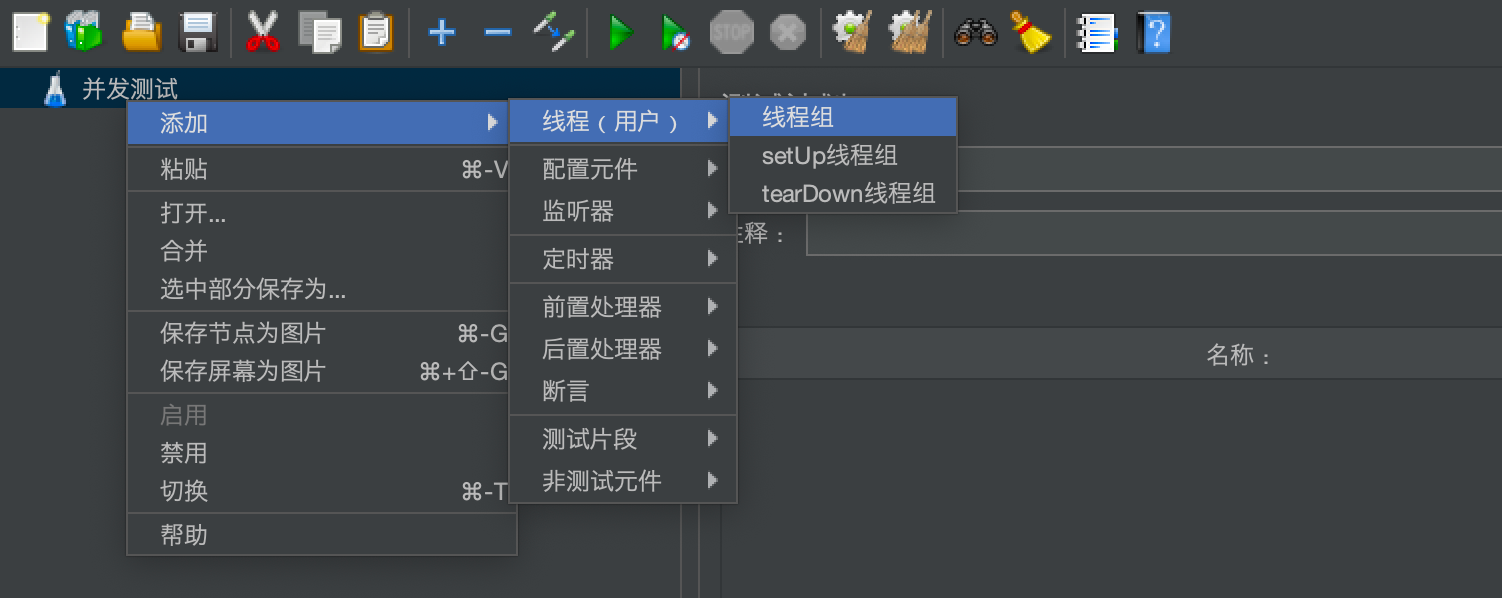 STOP
并发测试
添加
粘贴 ⌘-V
打开...
合并
选中部分保存为...
保存节点为图片 ⌘-G
保存屏幕为图片 ⌘+⇧-G
启用
禁用
切换 ⌘-T
帮助
线程（用户）
配置元件
监听器
定时器
前置处理器
后置处理器
断言
测试片段
非测试元件
线程组
setUp线程组
tearDown线程组
释：
名称：